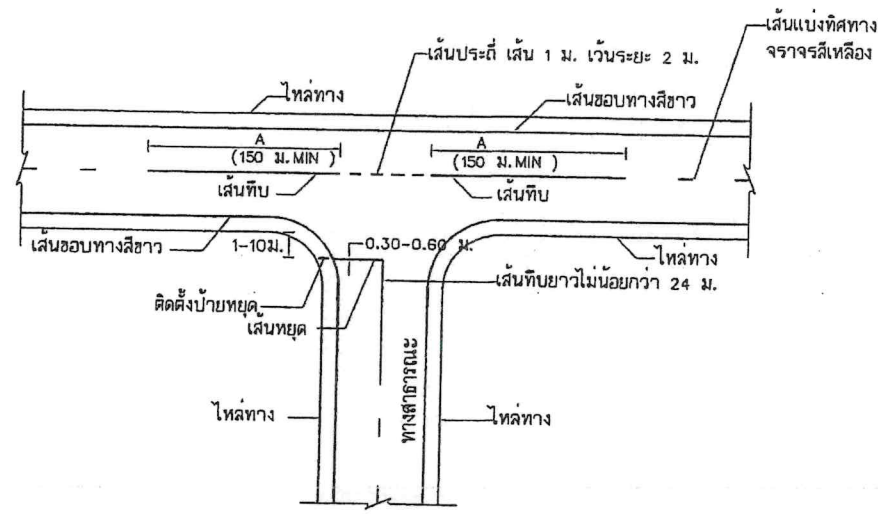 เส้นแบ่งทิศทาง
จราจรสีเหลือง
เส้นประถี่ เส้น 1 ม. เว้นระยะ 2 ม.
ไหล่ทาง
เส้นขอบทางสีขาว
A
(150 ม.MIN )
A
(150 ม.MIN )
เส้นทึบ
เส้นทึบ
เส้นขอบทางสีขาว
1-10ม.
0.30-0.60 ม.
ไหล่ทาง
เส้นทึบยาวไม่น้อยกว่า 24 ม.
ติดตั้งป้ายหยุด
เส้นหยุด
ทางสาธารณะ
ไหล่ทาง
ไหล่ทาง